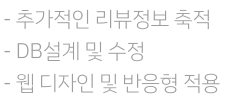 - 추가적인 리뷰정보 축적
- DB설계 및 수정
- 웹 디자인 및 반응형 적용